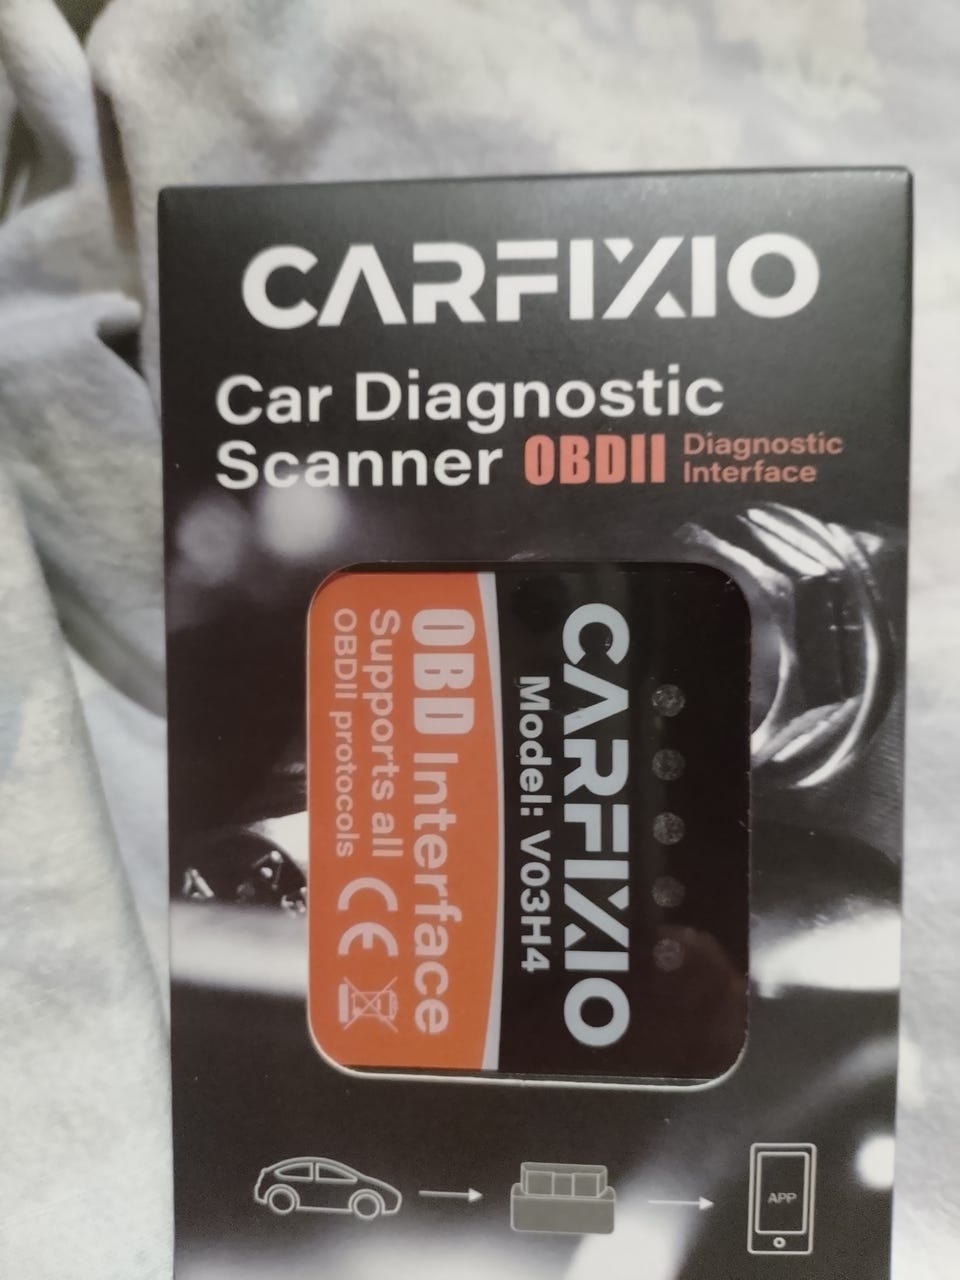 CARFIXIO
Car Diagnostic
Scanner OBDII Diagnostic
Interface
CARFIXIO
Model: V03H4
OBD Interface
Supports all
OBDII protocols
CE
APP